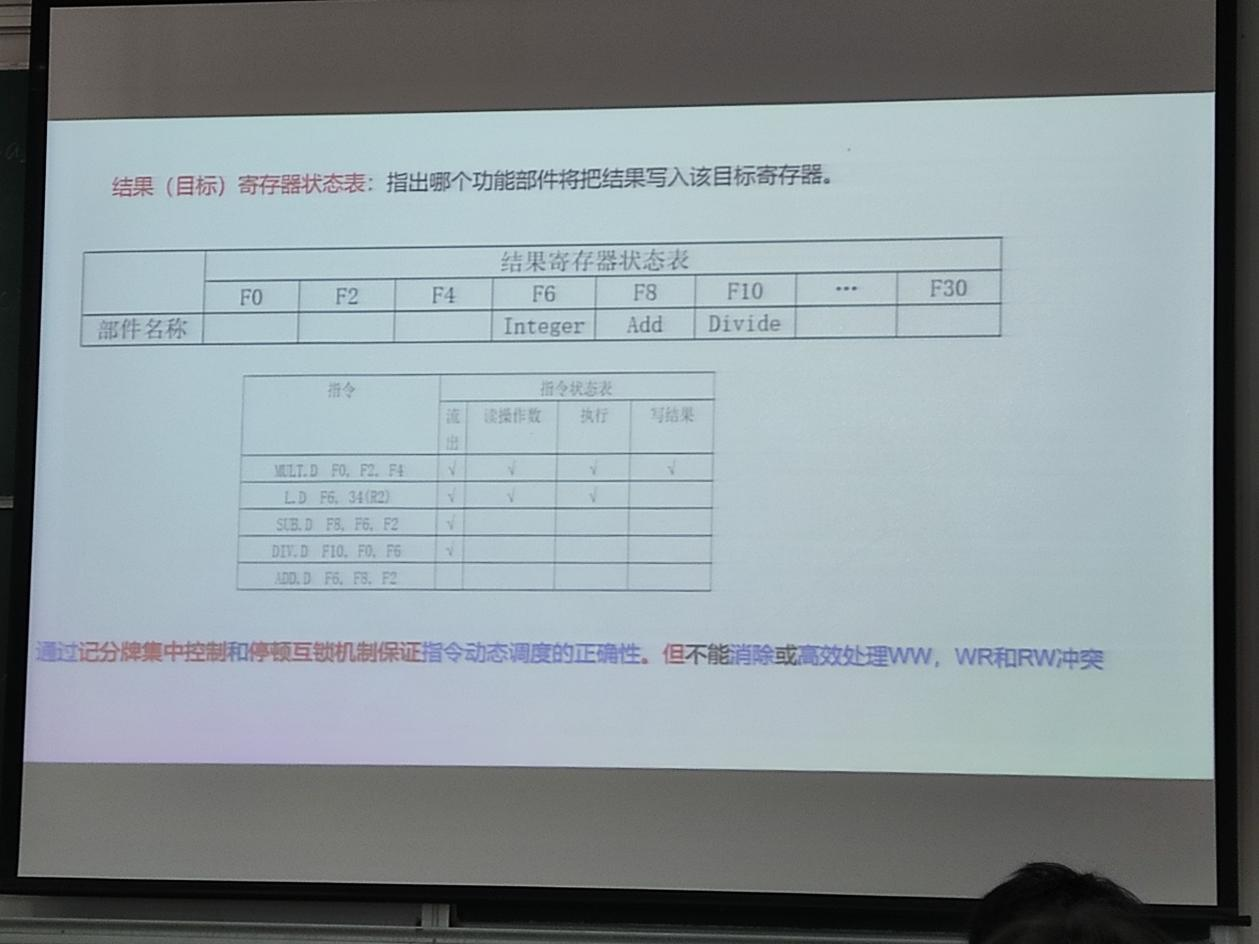 结果（目标）寄存器状态表：指出哪个功能部件将把结果写入该目标寄存器。
结果寄存器状态表
F0 F2 F4 F6 F8 F10 … F30
部件名称 Integer Add Divide
指令 指令状态表
流出 读操作数 执行 写结果
MULT.D F0, F2, F4 √ √ √ √
L.D F6, 34(R2) √ √ √
SUB.D F8, F6, F2 √
DIV.D F10, F0, F6 √
ADD.D F6, F8, F2
通过记分牌集中控制和停顿互锁机制保证指令动态调度的正确性。但不能消除或高效处理WW，WR和RW冲突